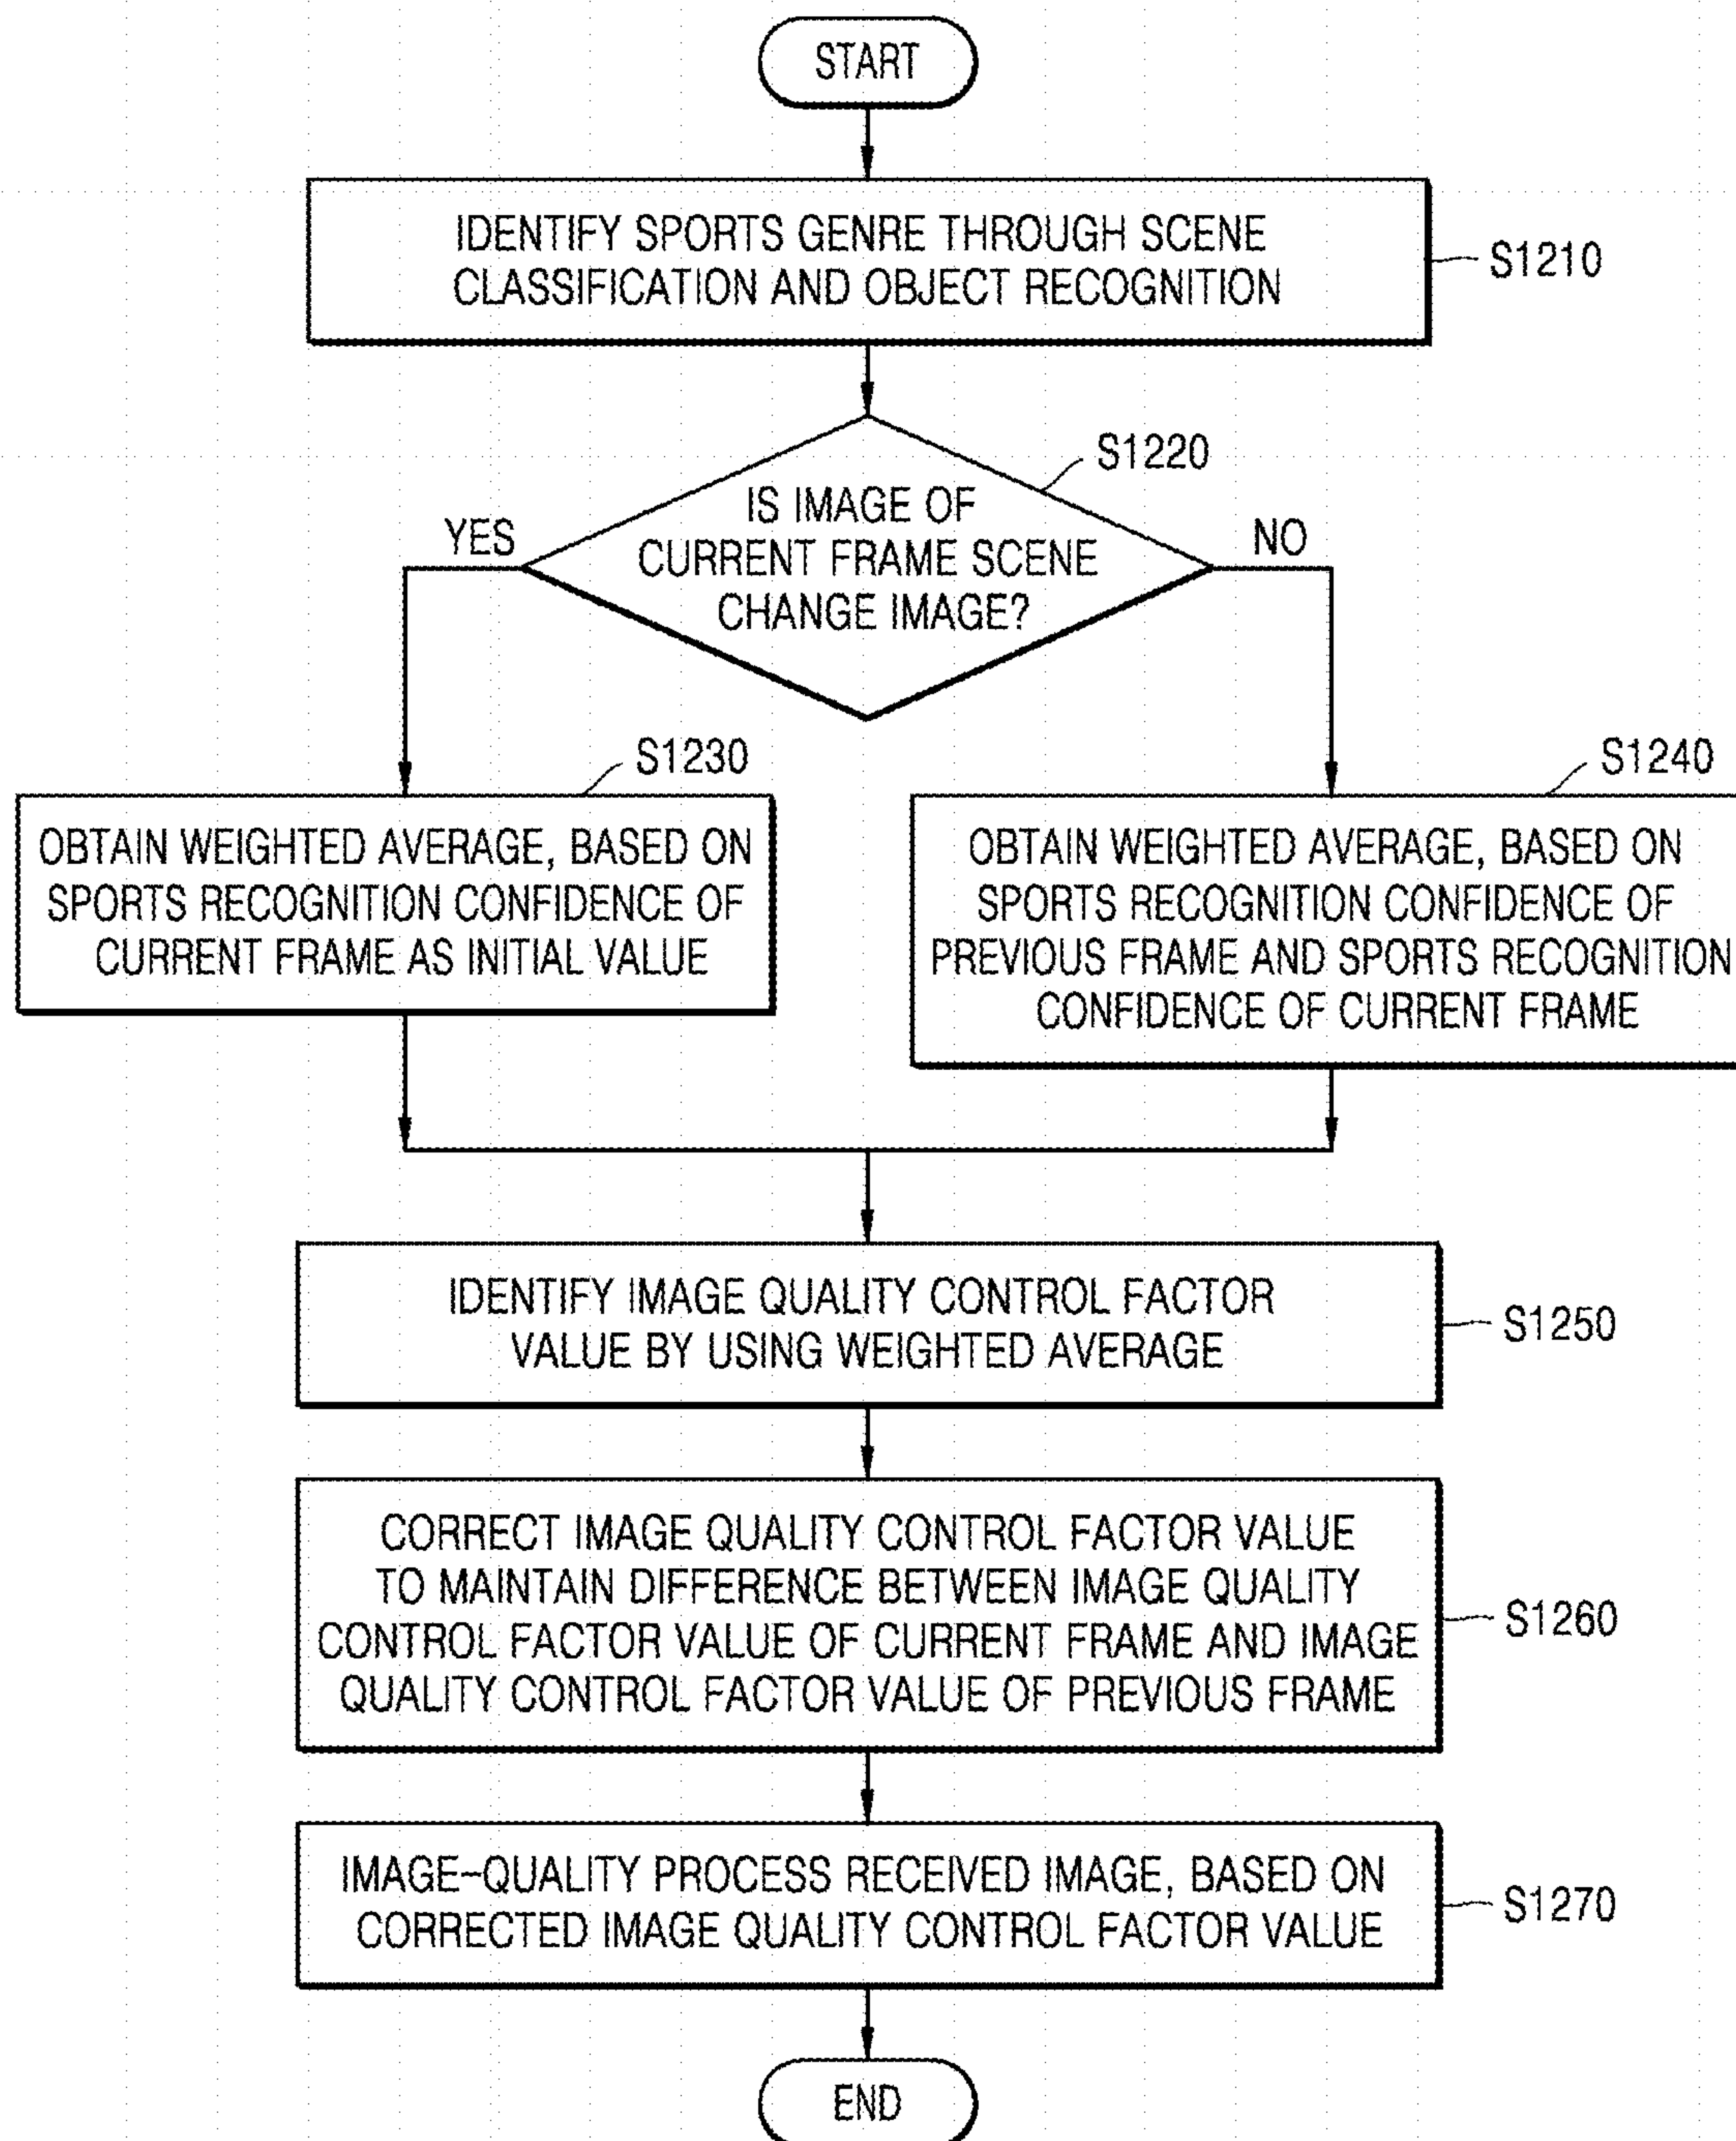 START
IDENTIFY SPORTS GENRE THROUGH SCENE
CLASSIFICATION AND OBJECT RECOGNITION
S1210
S1220
IS IMAGE OF
CURRENT FRAME SCENE
CHANGE IMAGE?
YES
NO
S1230
OBTAIN WEIGHTED AVERAGE, BASED ON
SPORTS RECOGNITION CONFIDENCE OF
CURRENT FRAME AS INITIAL VALUE
S1240
OBTAIN WEIGHTED AVERAGE, BASED ON
SPORTS RECOGNITION CONFIDENCE OF
PREVIOUS FRAME AND SPORTS RECOGNITION
CONFIDENCE OF CURRENT FRAME
IDENTIFY IMAGE QUALITY CONTROL FACTOR
VALUE BY USING WEIGHTED AVERAGE
S1250
CORRECT IMAGE QUALITY CONTROL FACTOR VALUE
TO MAINTAIN DIFFERENCE BETWEEN IMAGE QUALITY
CONTROL FACTOR VALUE OF CURRENT FRAME AND IMAGE
QUALITY CONTROL FACTOR VALUE OF PREVIOUS FRAME
S1260
IMAGE-QUALITY PROCESS RECEIVED IMAGE, BASED ON
CORRECTED IMAGE QUALITY CONTROL FACTOR VALUE
S1270
END